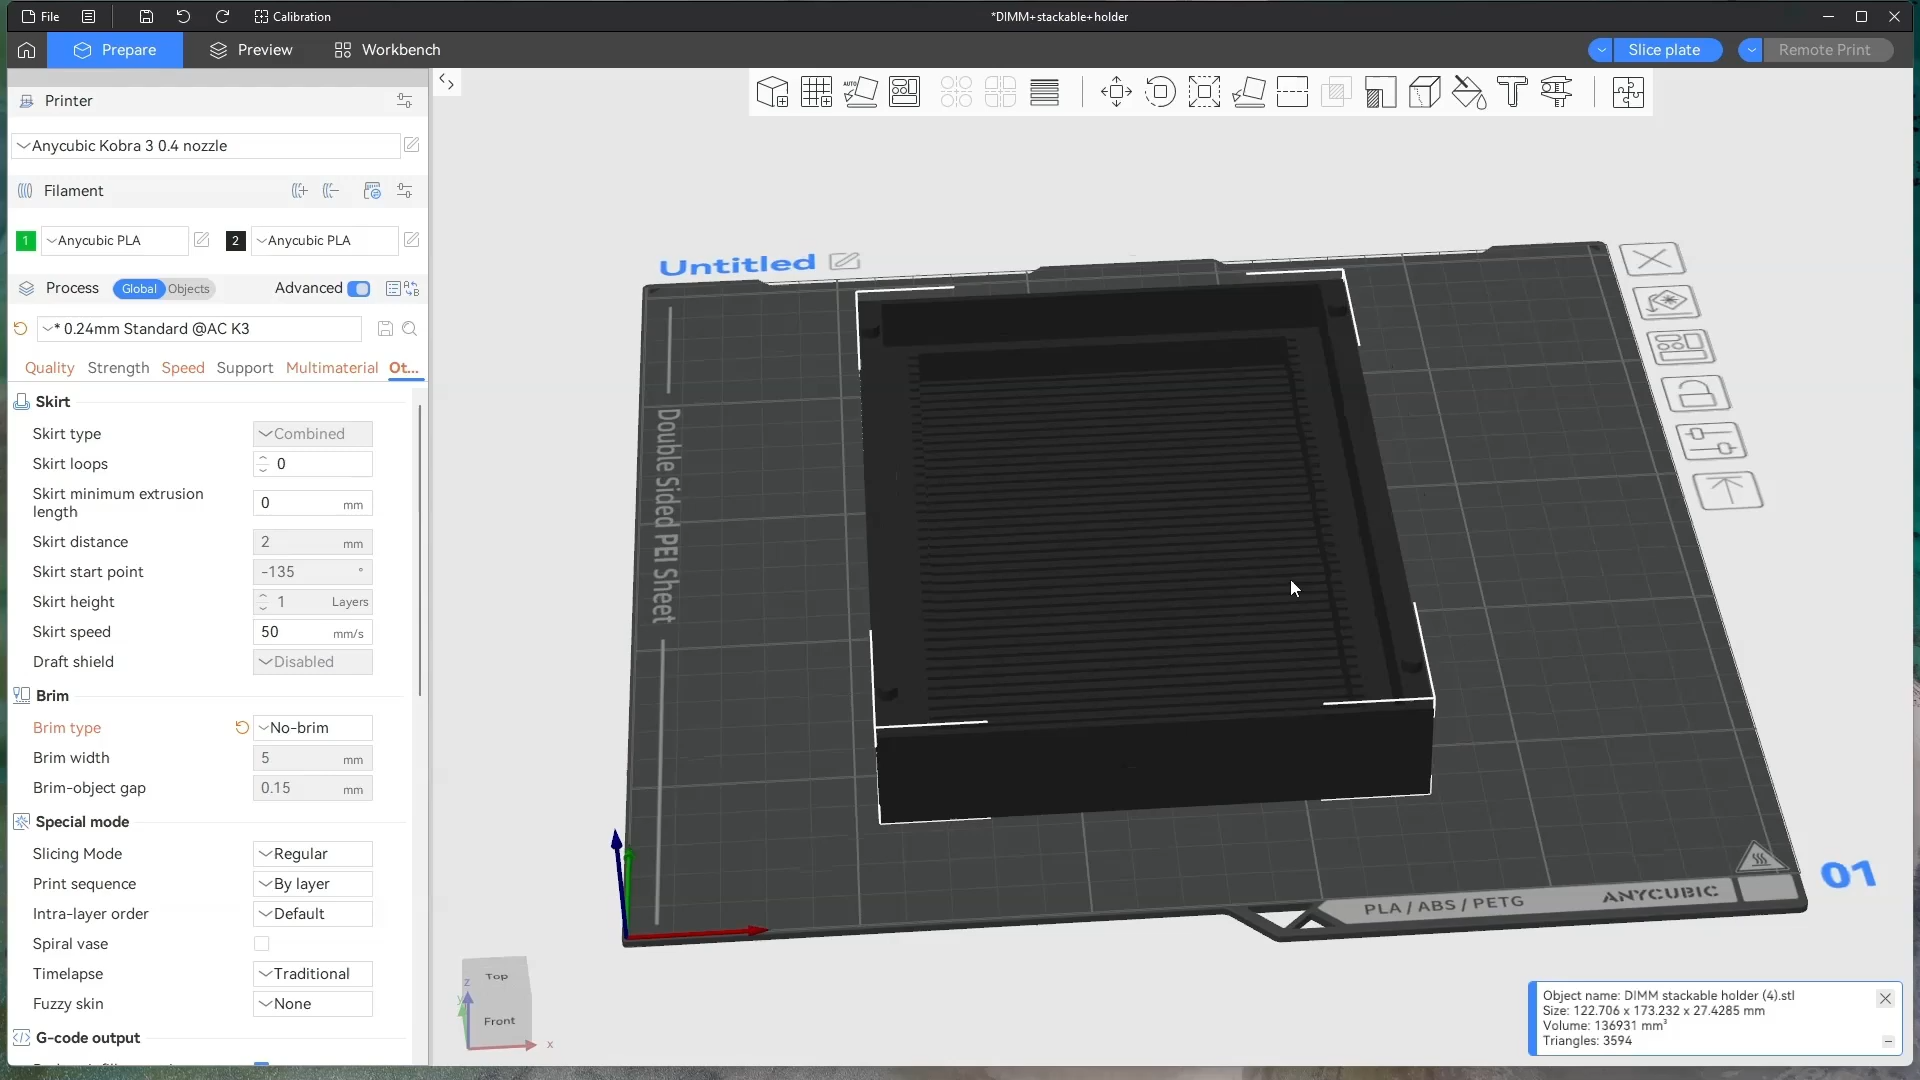 File
Calibration
*DIMM+stackable+holder
Prepare
Preview
Workbench
Slice plate
Remote Print
Printer
Anycubic Kobra 3 0.4 nozzle
Filament
1
Anycubic PLA
2
Anycubic PLA
Process
Global
Objects
Advanced
* 0.24mm Standard @AC K3
Quality
Strength
Speed
Support
Multimaterial
Ot...
Skirt
Skirt type
Combined
Skirt loops
0
Skirt minimum extrusion
length
0 mm
Skirt distance
2 mm
Skirt start point
-135 °
Skirt height
1 Layers
Skirt speed
50 mm/s
Draft shield
Disabled
Brim
Brim type
No-brim
Brim width
5 mm
Brim-object gap
0.15 mm
Special mode
Slicing Mode
Regular
Print sequence
By layer
Intra-layer order
Default
Spiral vase
Timelapse
Traditional
Fuzzy skin
None
G-code output
AUTO
Untitled
Double Sided PEI Sheet
PLA / ABS / PETG
ANYCUBIC
01
Top
Front
z
y
x
Object name: DIMM stackable holder (4).stl
Size: 122.706 x 173.232 x 27.4285 mm
Volume: 136931 mm³
Triangles: 3594